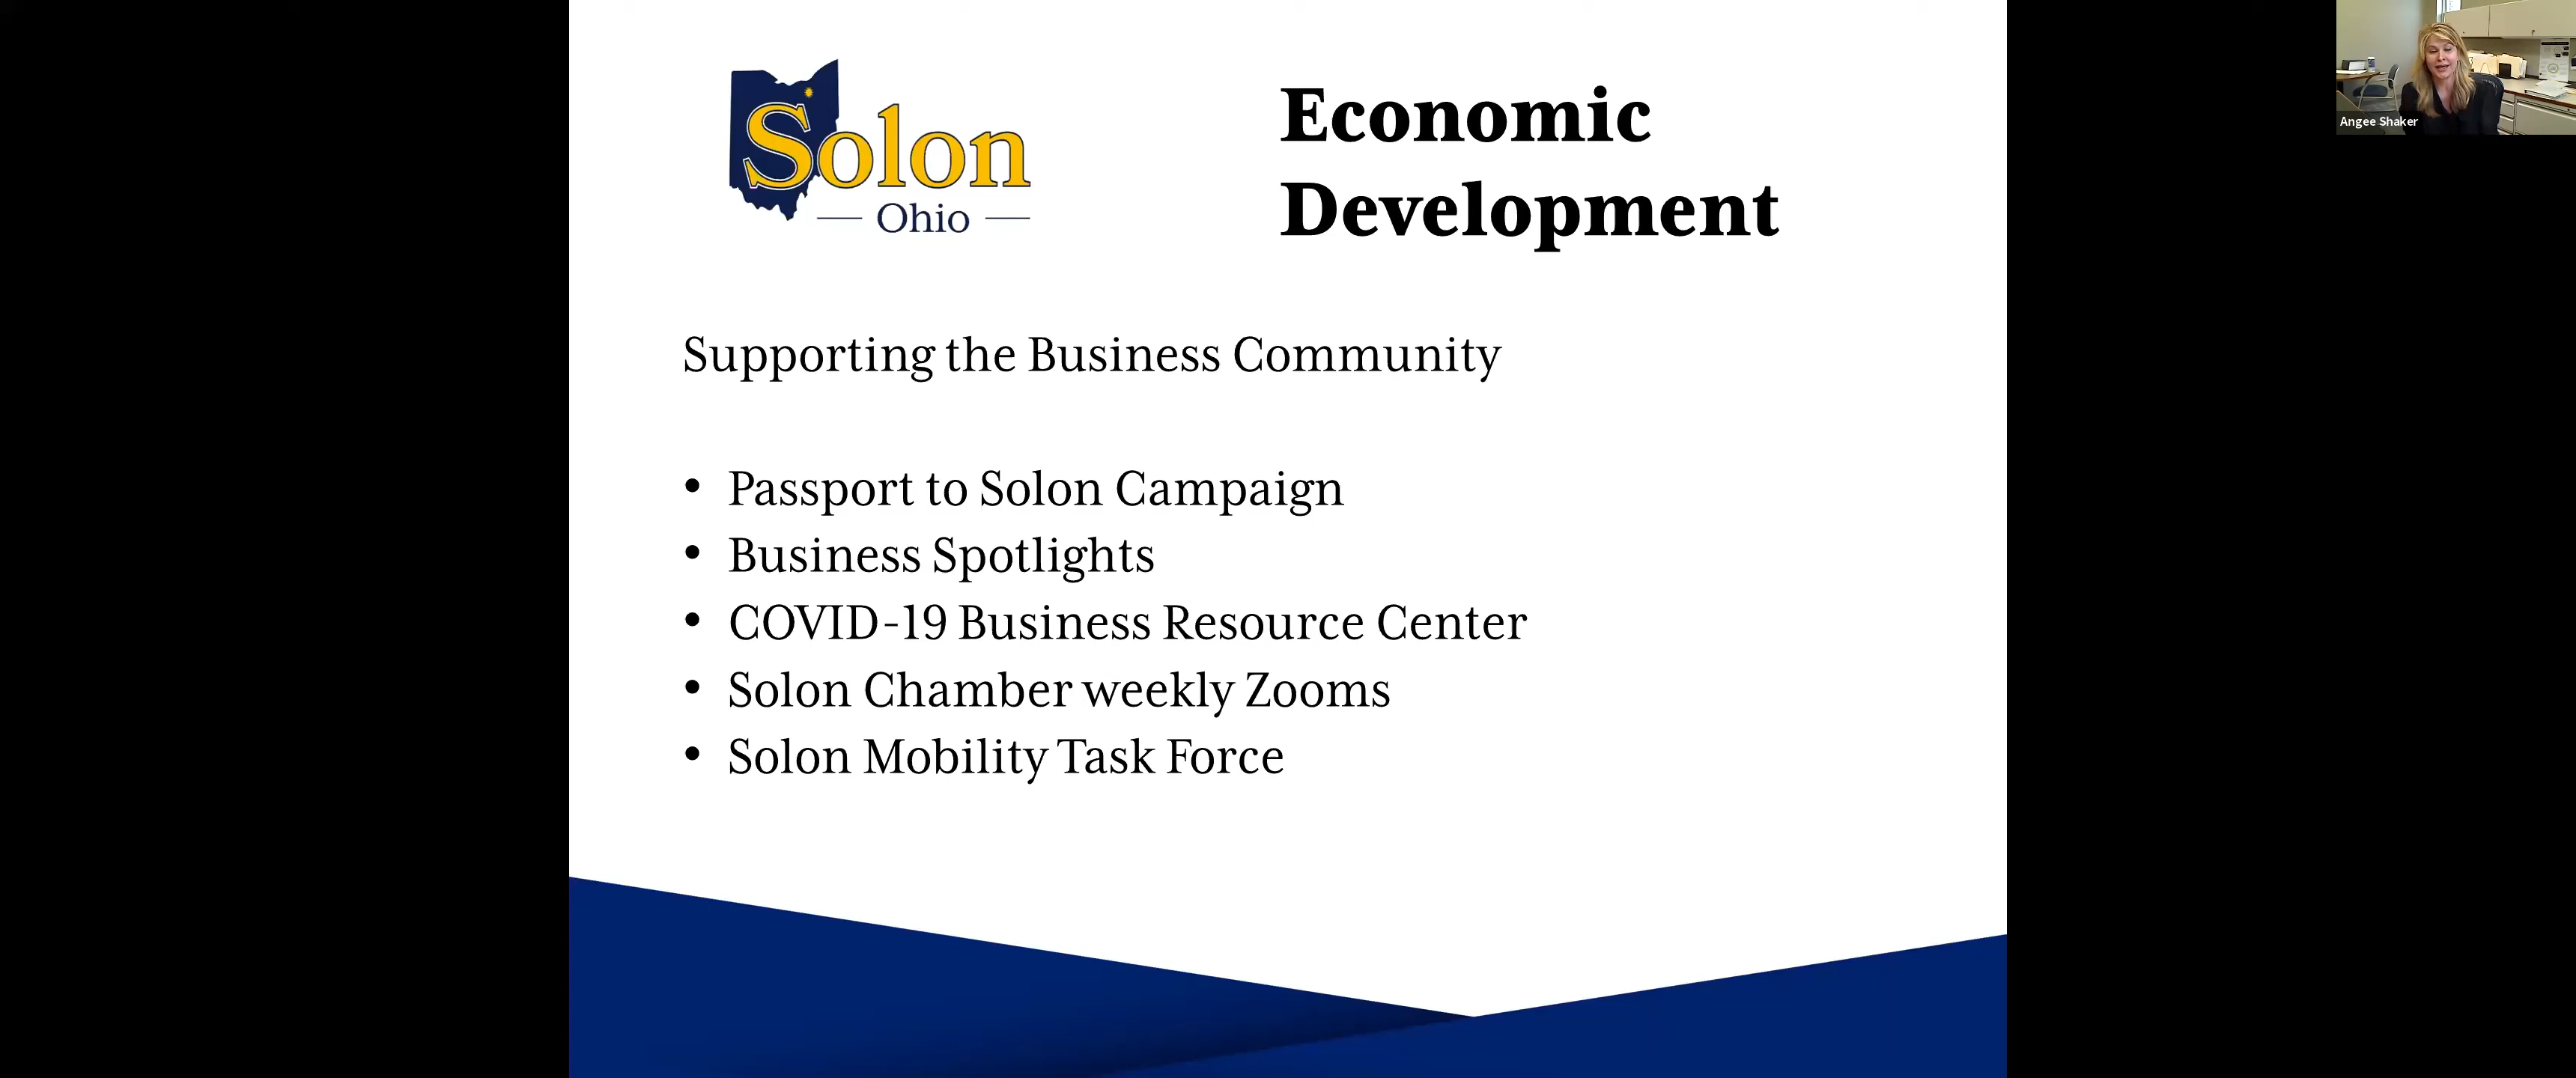 Solon
Ohio
Economic
Development
Angee Shaker
Supporting the Business Community
• Passport to Solon Campaign
• Business Spotlights
• COVID-19 Business Resource Center
• Solon Chamber weekly Zooms
• Solon Mobility Task Force